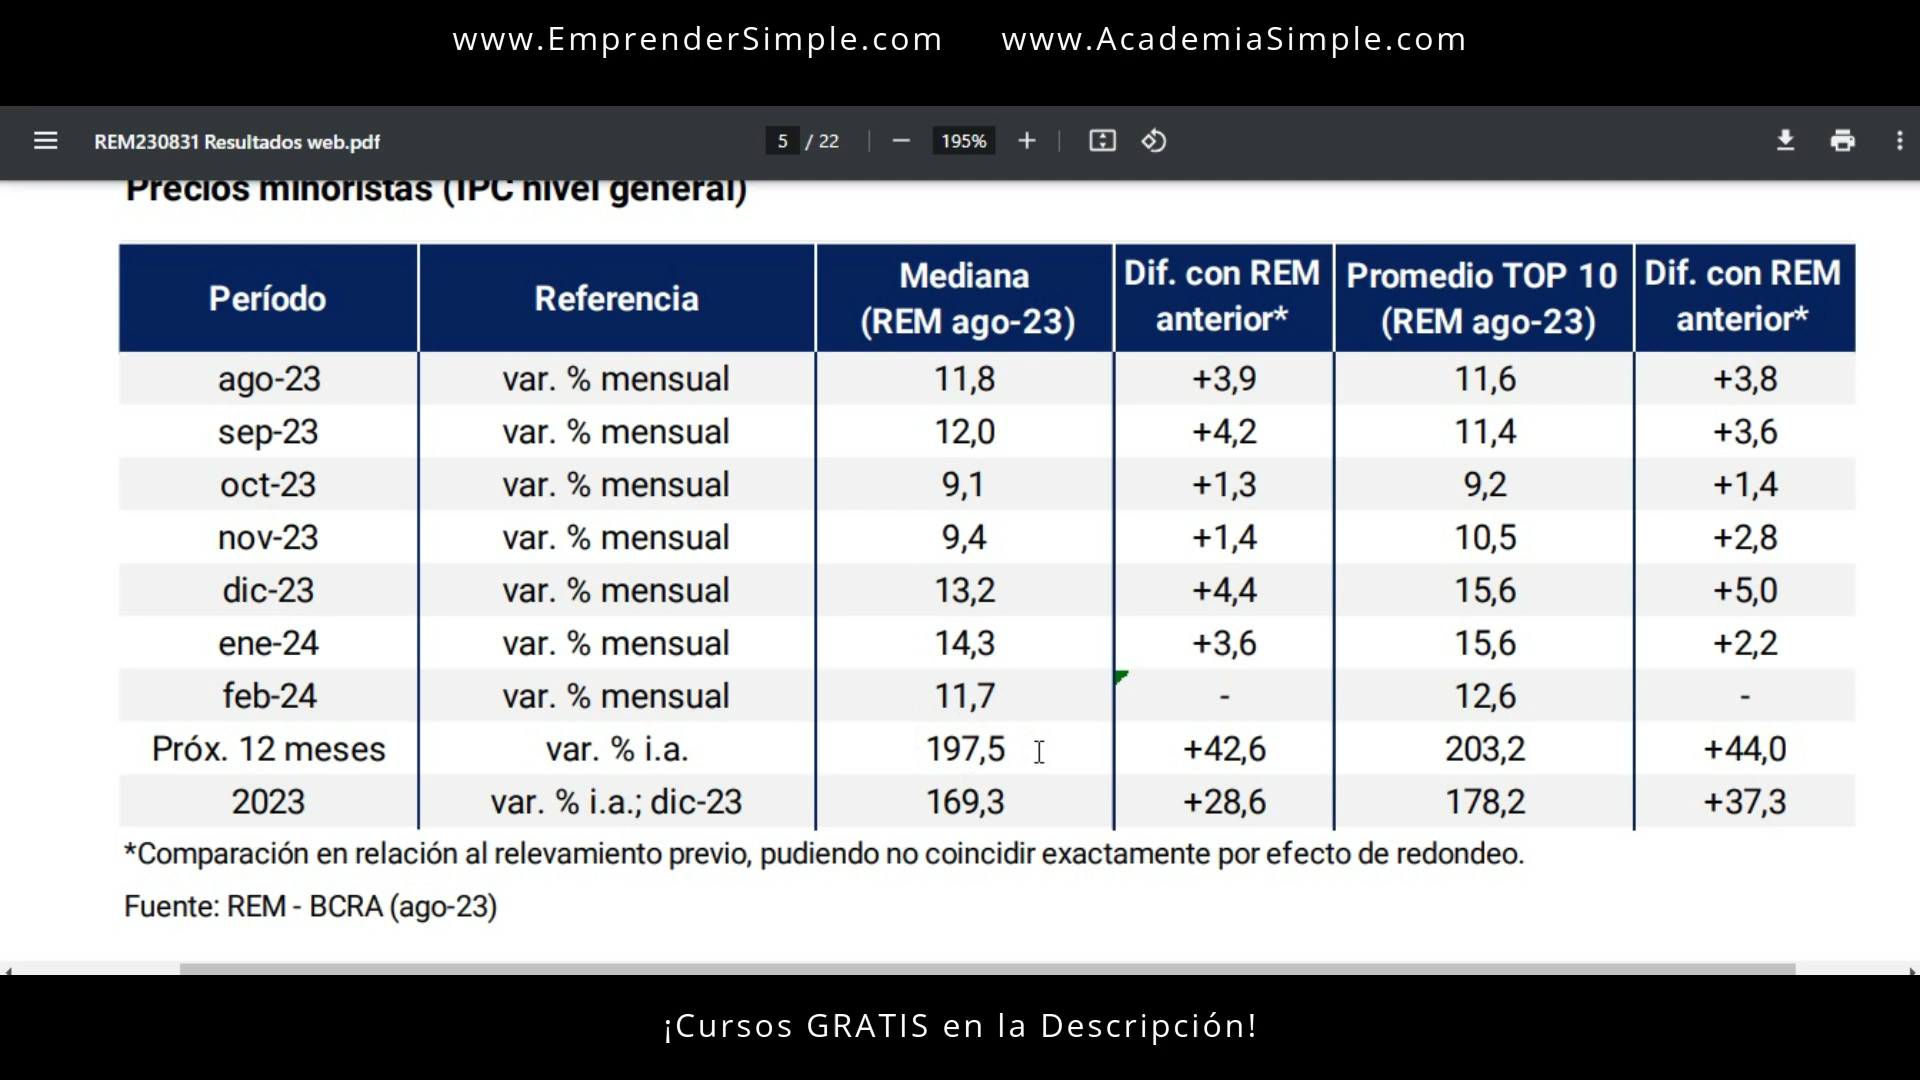 www.EmprenderSimple.com www.AcademiaSimple.com
REM230831 Resultados web.pdf 5 / 22 195%
Precios minoristas (IPC nivel general)
Período Referencia Mediana (REM ago-23) Dif. con REM anterior* Promedio TOP 10 (REM ago-23) Dif. con REM anterior*
ago-23 var. % mensual 11,8 +3,9 11,6 +3,8
sep-23 var. % mensual 12,0 +4,2 11,4 +3,6
oct-23 var. % mensual 9,1 +1,3 9,2 +1,4
nov-23 var. % mensual 9,4 +1,4 10,5 +2,8
dic-23 var. % mensual 13,2 +4,4 15,6 +5,0
ene-24 var. % mensual 14,3 +3,6 15,6 +2,2
feb-24 var. % mensual 11,7 - 12,6 -
Próx. 12 meses var. % i.a. 197,5 +42,6 203,2 +44,0
2023 var. % i.a.; dic-23 169,3 +28,6 178,2 +37,3
*Comparación en relación al relevamiento previo, pudiendo no coincidir exactamente por efecto de redondeo.
Fuente: REM - BCRA (ago-23)
¡Cursos GRATIS en la Descripción!